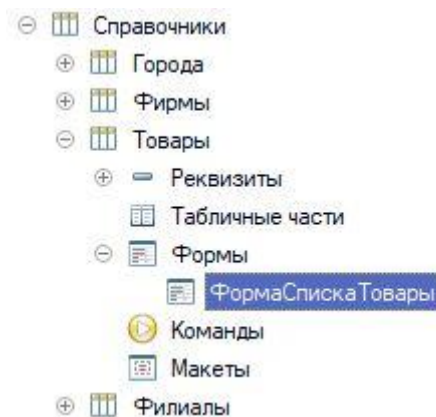 Справочники
Города
Фирмы
Товары
Реквизиты
Табличные части
Формы
ФормаСпискаТовары
Команды
Макеты
Филиалы